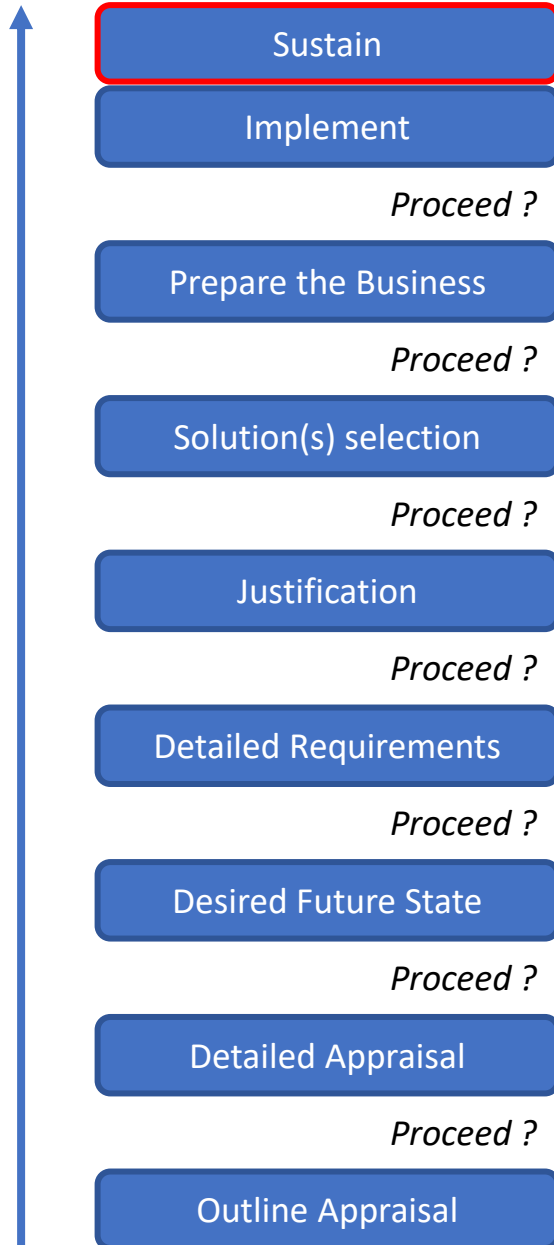 Sustain
Implement
Proceed ?
Prepare the Business
Proceed ?
Solution(s) selection
Proceed ?
Justification
Proceed ?
Detailed Requirements
Proceed ?
Desired Future State
Proceed ?
Detailed Appraisal
Proceed ?
Outline Appraisal